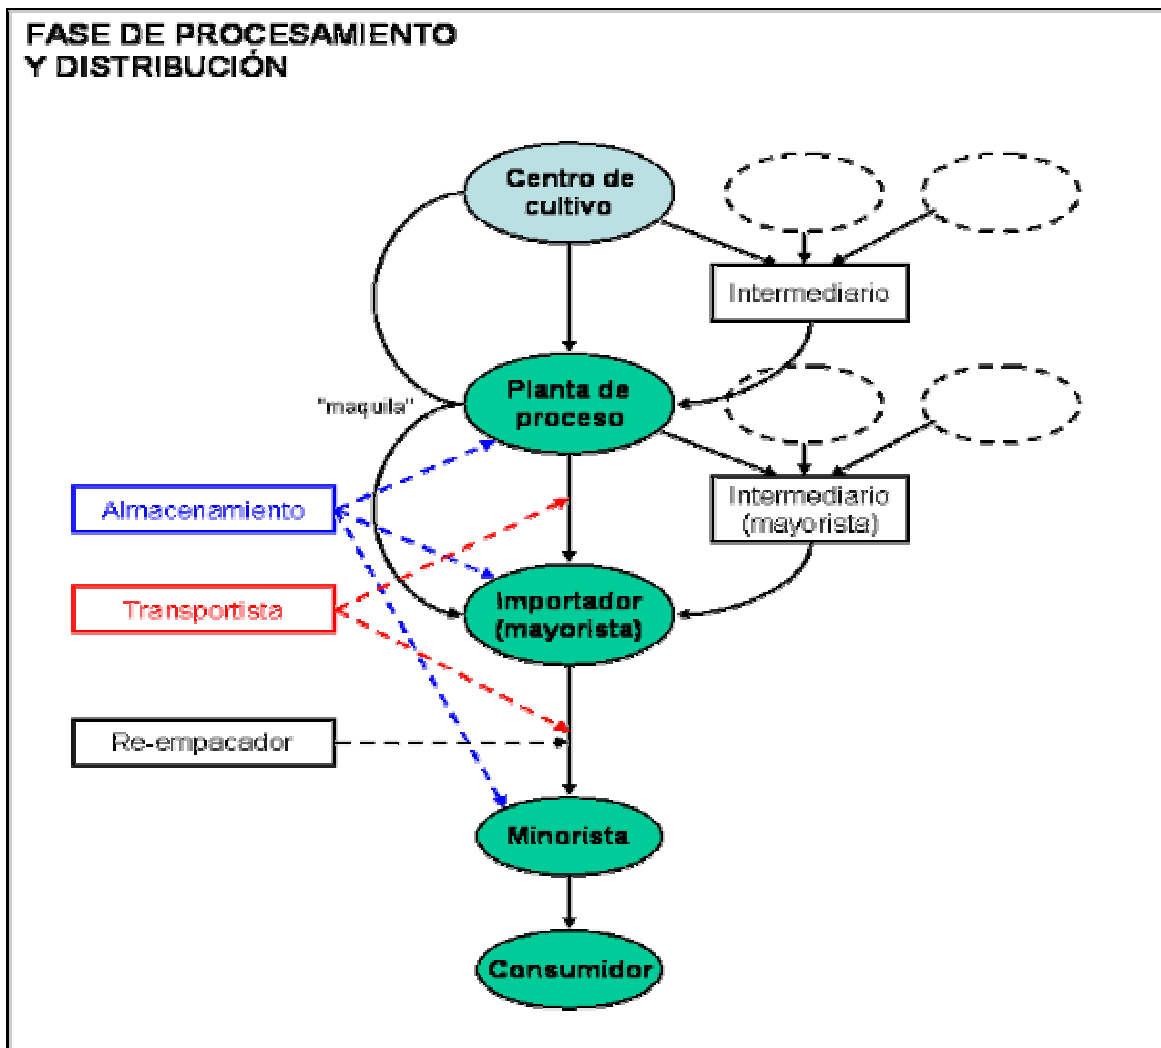 FASE DE PROCESAMIENTO
Y DISTRIBUCIÓN
Centro de
cultivo
Intermediario
Planta de
proceso
"maquila"
Intermediario
(mayorista)
Almacenamiento
Importador
(mayorista)
Transportista
Re-empacador
Minorista
Consumidor